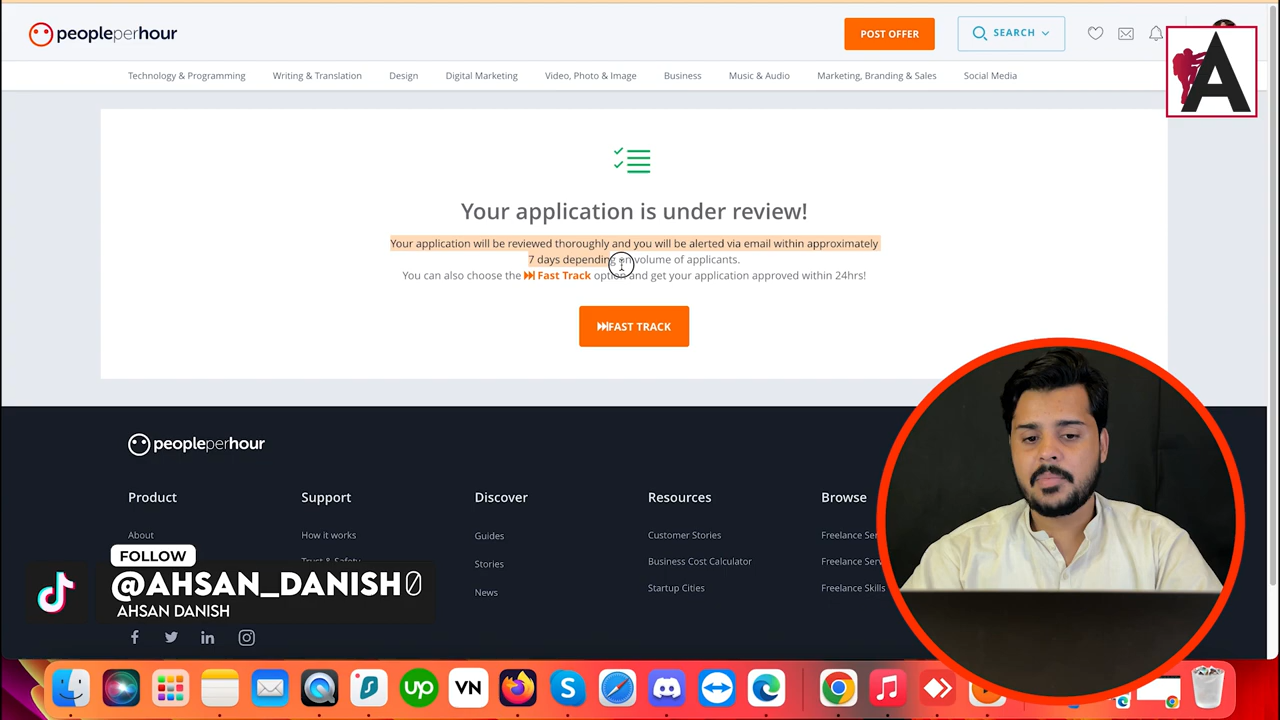 peopleperhour
POST OFFER
SEARCH
Technology & Programming
Writing & Translation
Design
Digital Marketing
Video, Photo & Image
Business
Music & Audio
Marketing, Branding & Sales
Social Media
A
Your application is under review!
Your application will be reviewed thoroughly and you will be alerted via email within approximately
7 days depending on volume of applicants.
You can also choose the Fast Track option and get your application approved within 24hrs!
FAST TRACK
peopleperhour
Product
Support
Discover
Resources
Browse
About
How it works
Guides
Customer Stories
Trust & Safety
Stories
Business Cost Calculator
News
Startup Cities
Freelance Skills
FOLLOW
@AHSAN_DANISH0
AHSAN DANISH
up
VN